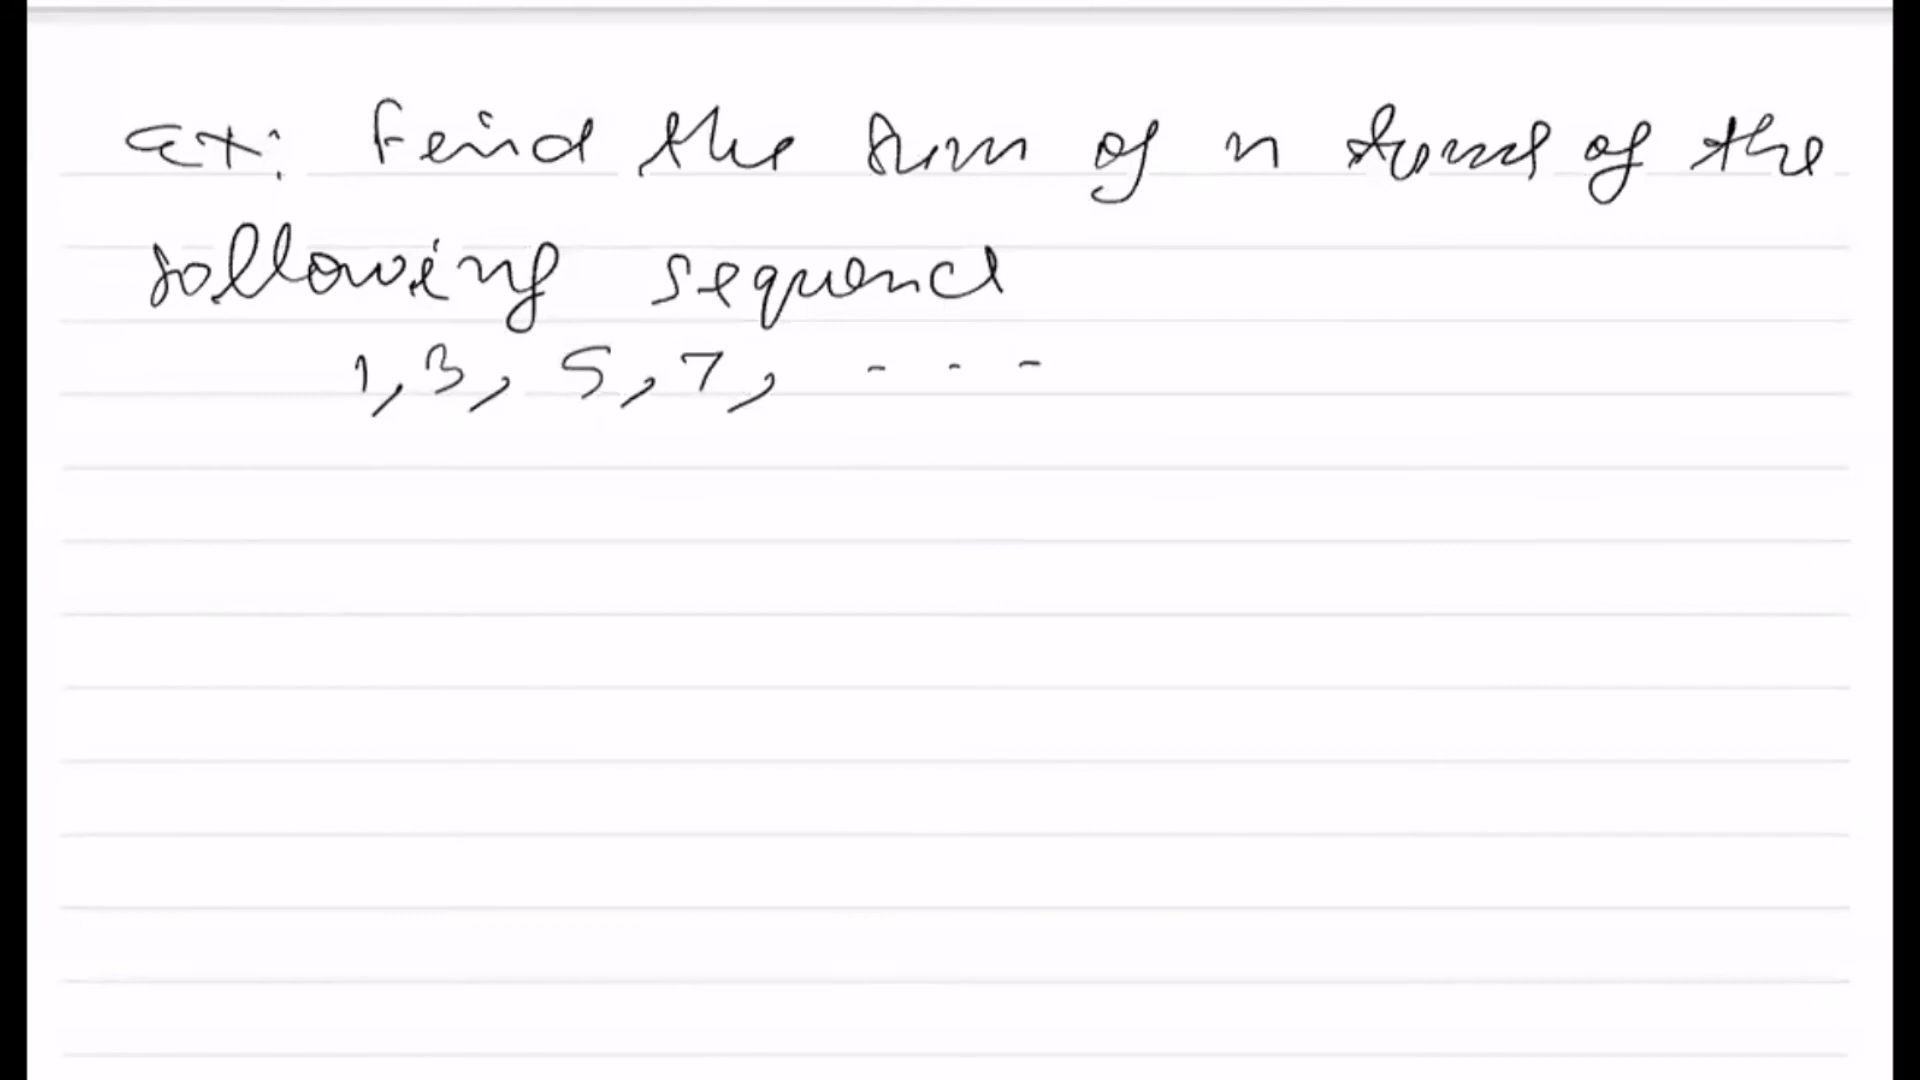 Ex: Find the sum of n terms of the
following sequence
1, 3, 5, 7, - - -